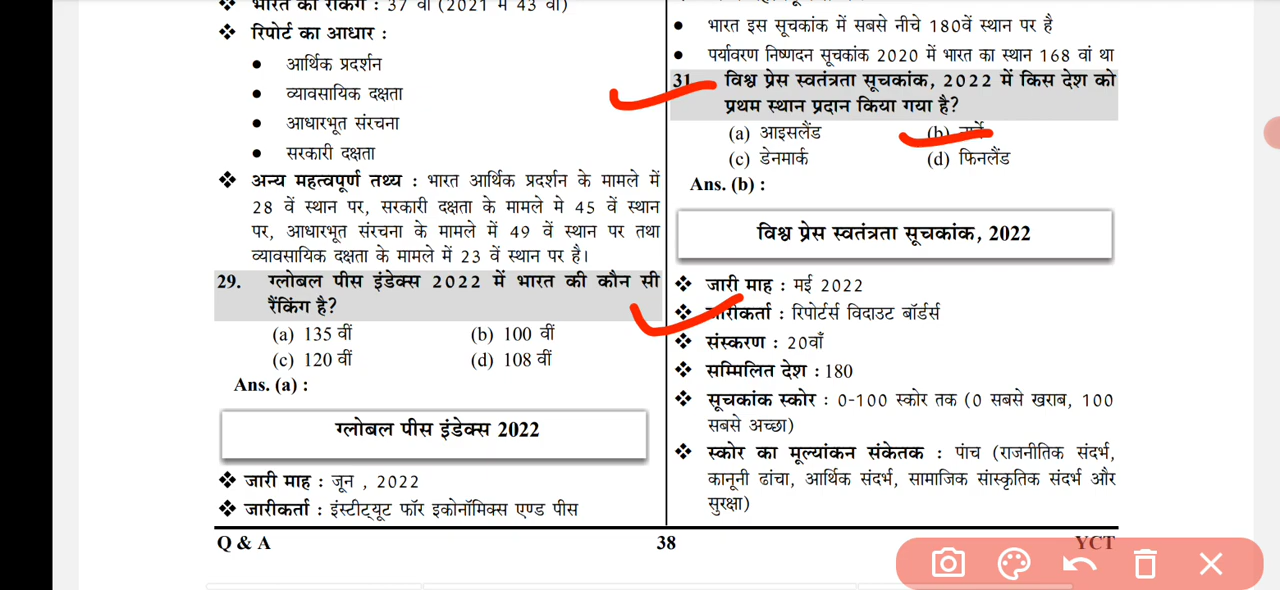 भारत की रैंकिंग : 37 वीं (2021 में 43 वीं)
❖ रिपोर्ट का आधार :
● आर्थिक प्रदर्शन
● व्यावसायिक दक्षता
● आधारभूत संरचना
● सरकारी दक्षता
❖ अन्य महत्वपूर्ण तथ्य : भारत आर्थिक प्रदर्शन के मामले में
28 वें स्थान पर, सरकारी दक्षता के मामले मे 45 वें स्थान
पर, आधारभूत संरचना के मामले में 49 वें स्थान पर तथा
व्यावसायिक दक्षता के मामले में 23 वें स्थान पर है।
29. ग्लोबल पीस इंडेक्स 2022 में भारत की कौन सी
रैंकिंग है?
(a) 135 वीं (b) 100 वीं
(c) 120 वीं (d) 108 वीं
Ans. (a) :
ग्लोबल पीस इंडेक्स 2022
❖ जारी माह : जून , 2022
❖ जारीकर्ता : इंस्टीट्यूट फॉर इकोनॉमिक्स एण्ड पीस
● भारत इस सूचकांक में सबसे नीचे 180वें स्थान पर है
● पर्यावरण निष्णदन सूचकांक 2020 में भारत का स्थान 168 वां था
31. विश्व प्रेस स्वतंत्रता सूचकांक, 2022 में किस देश को
प्रथम स्थान प्रदान किया गया है?
(a) आइसलैंड (b) नार्वे
(c) डेनमार्क (d) फिनलैंड
Ans. (b) :
विश्व प्रेस स्वतंत्रता सूचकांक, 2022
❖ जारी माह : मई 2022
❖ जारीकर्ता : रिपोर्टर्स विदाउट बॉर्डर्स
❖ संस्करण : 20वाँ
❖ सम्मिलित देश : 180
❖ सूचकांक स्कोर : 0-100 स्कोर तक (0 सबसे खराब, 100
सबसे अच्छा)
❖ स्कोर का मूल्यांकन संकेतक : पांच (राजनीतिक संदर्भ,
कानूनी ढांचा, आर्थिक संदर्भ, सामाजिक सांस्कृतिक संदर्भ और
सुरक्षा)
Q & A 38 YCT